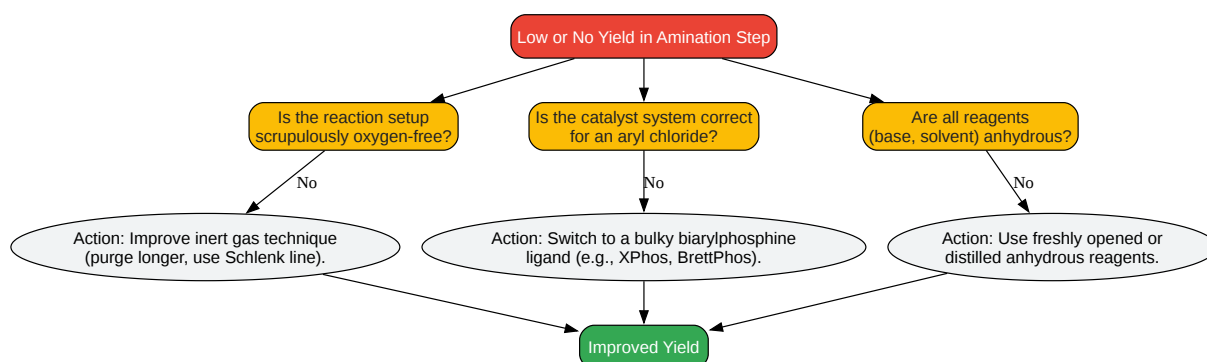 Low or No Yield in Amination Step
Is the reaction setup
scrupulously oxygen-free?
Is the catalyst system correct
for an aryl chloride?
Are all reagents
(base, solvent) anhydrous?
No
No
No
Action: Improve inert gas technique
(purge longer, use Schlenk line).
Action: Switch to a bulky biarylphosphine
ligand (e.g., XPhos, BrettPhos).
Action: Use freshly opened or
distilled anhydrous reagents.
Improved Yield